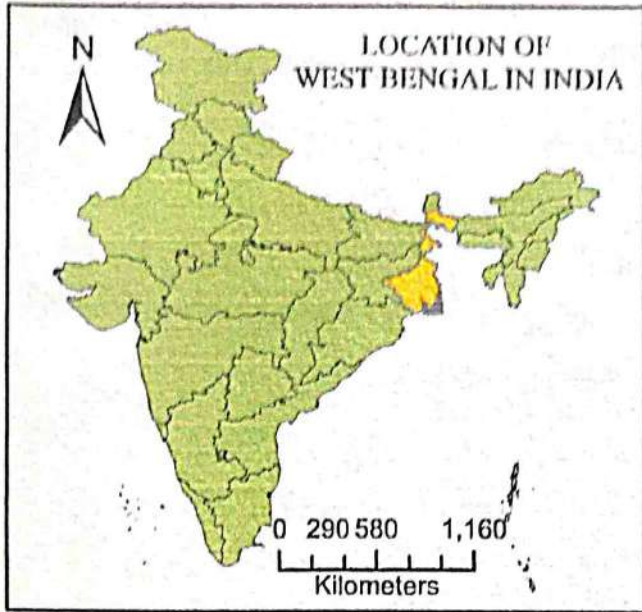 LOCATION OF
WEST BENGAL IN INDIA
N
0 290 580 1,160
Kilometers